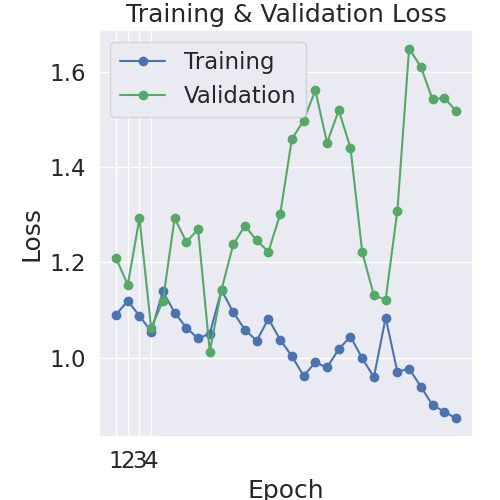 Training & Validation Loss
Training
Validation
1.6
1.4
1.2
1.0
Loss
1234
Epoch